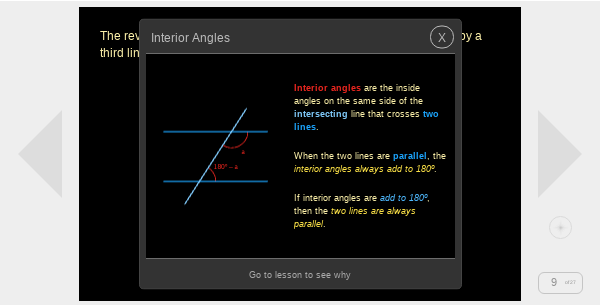 The rev
by a
third lin
Interior Angles
X
Interior angles are the inside
angles on the same side of the
intersecting line that crosses two
lines.
a
180° – a
When the two lines are parallel, the
interior angles always add to 180º.
If interior angles are add to 180º,
then the two lines are always
parallel.
Go to lesson to see why
9 of17